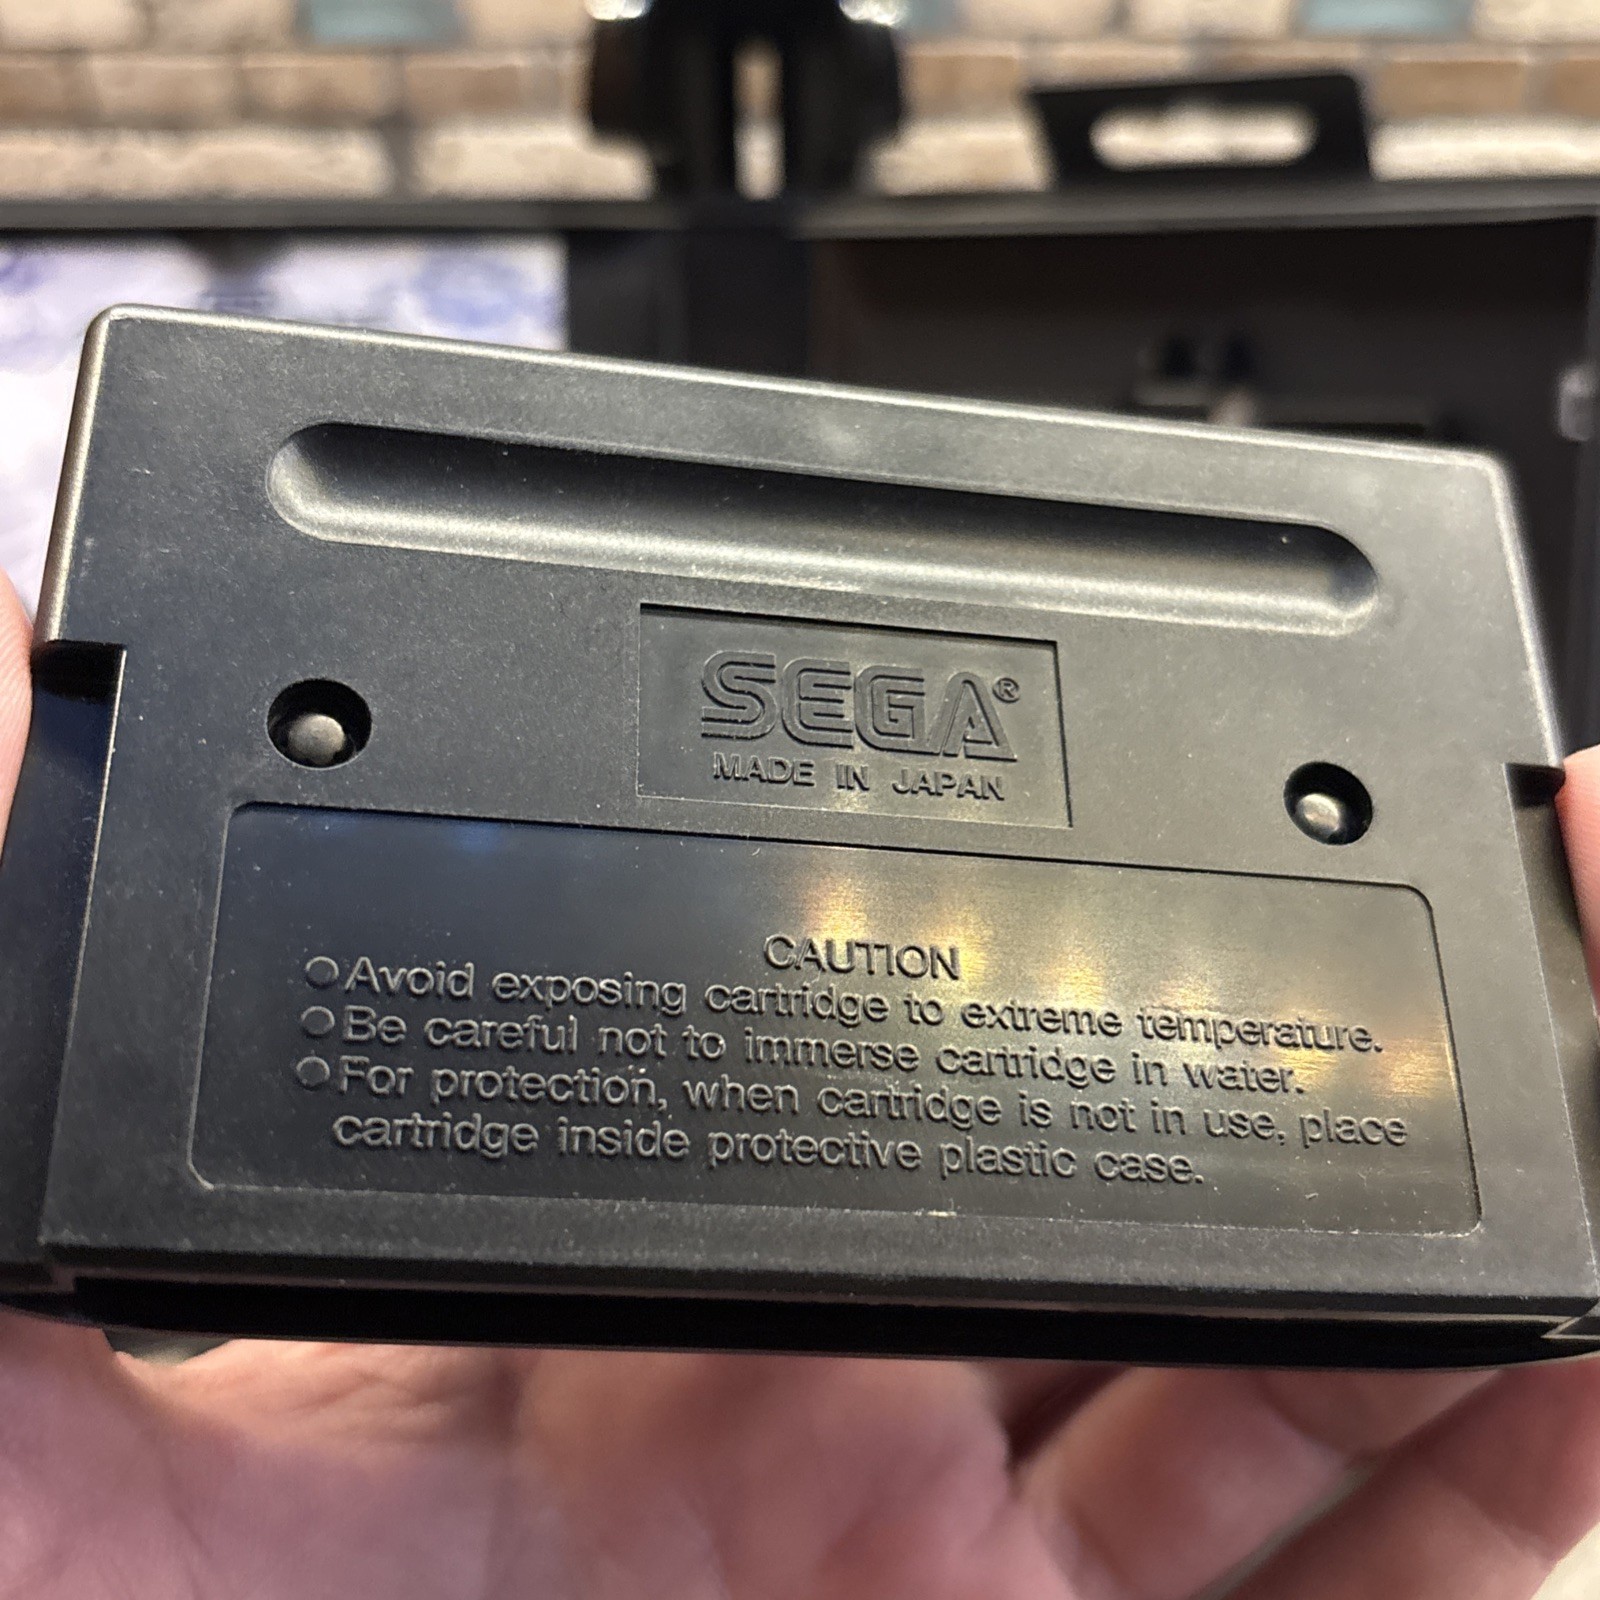 SEGA®
MADE IN JAPAN
CAUTION
○Avoid exposing cartridge to extreme temperature.
○Be careful not to immerse cartridge in water.
○For protection, when cartridge is not in use, place
cartridge inside protective plastic case.